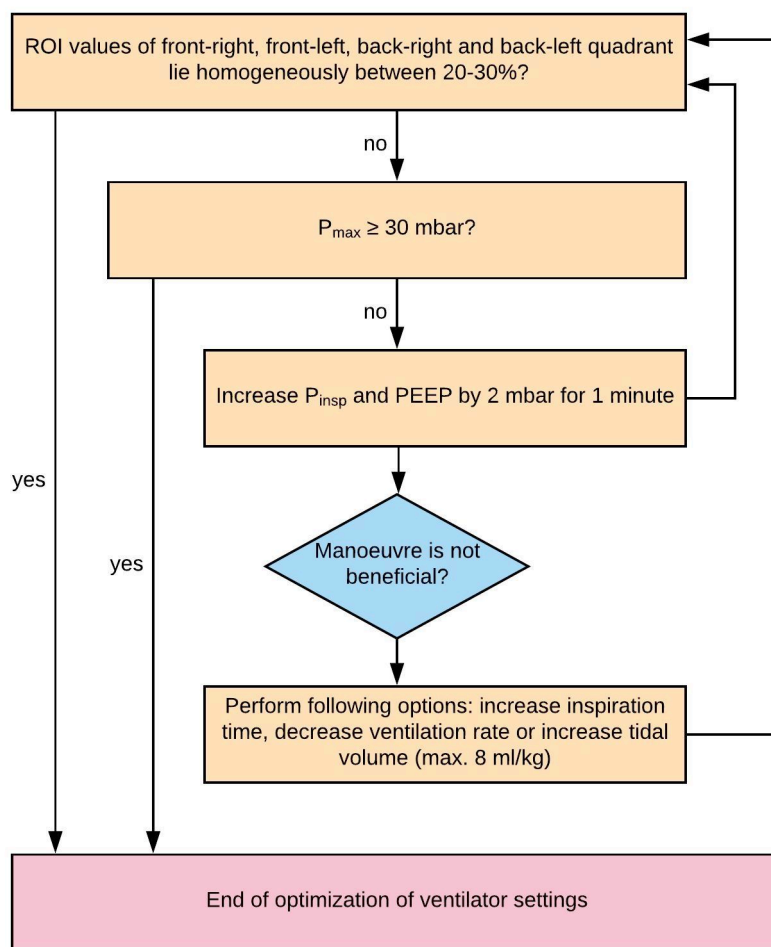 ROI values of front-right, front-left, back-right and back-left quadrant
lie homogeneously between 20-30%?
no
Pmax ≥ 30 mbar?
no
Increase Pinsp and PEEP by 2 mbar for 1 minute
yes
yes
Manoeuvre is not
beneficial?
Perform following options: increase inspiration
time, decrease ventilation rate or increase tidal
volume (max. 8 ml/kg)
End of optimization of ventilator settings